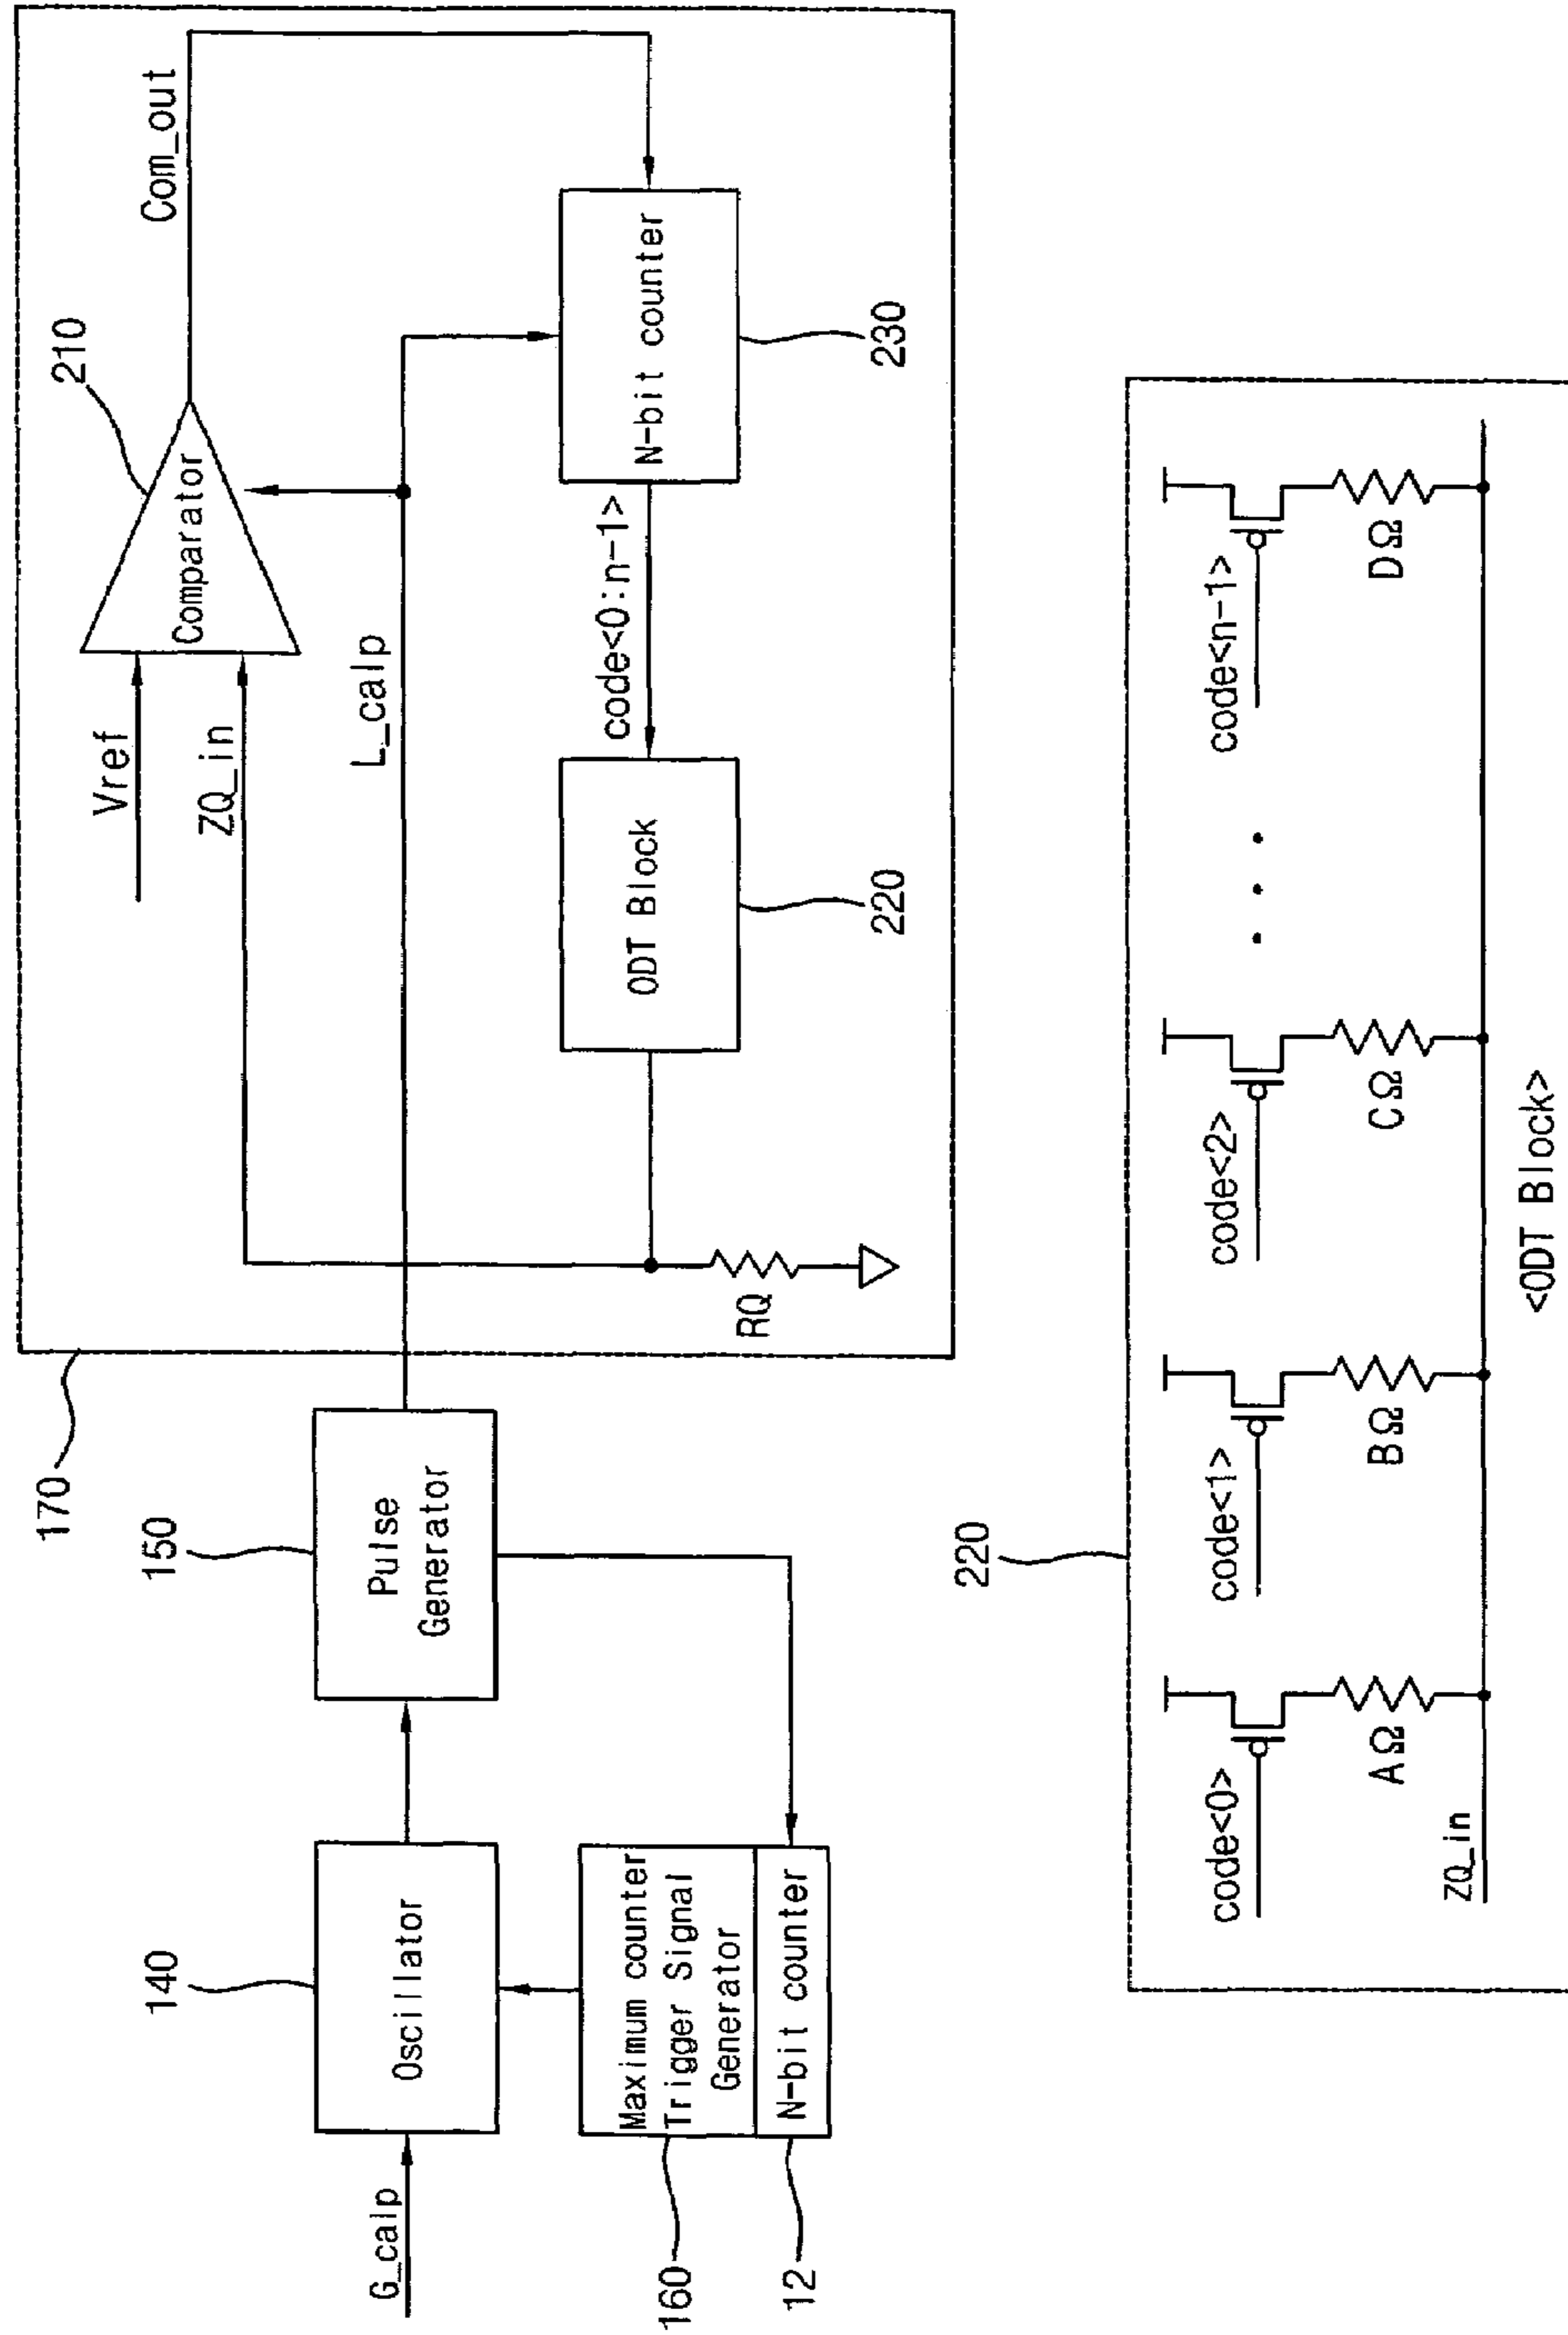 170
Vref
ZQ_in
Comparator
210
Com_out
L_calp
ODT Block
220
code<0:n-1>
N-bit counter
230
RQ
G_calp
140
Oscillator
150
Pulse
Generator
160
Maximum counter
Trigger Signal
Generator
12
N-bit counter
220
code<0>
code<1>
code<2>
code<n-1>
AΩ
BΩ
CΩ
DΩ
ZQ_in
<ODT Block>